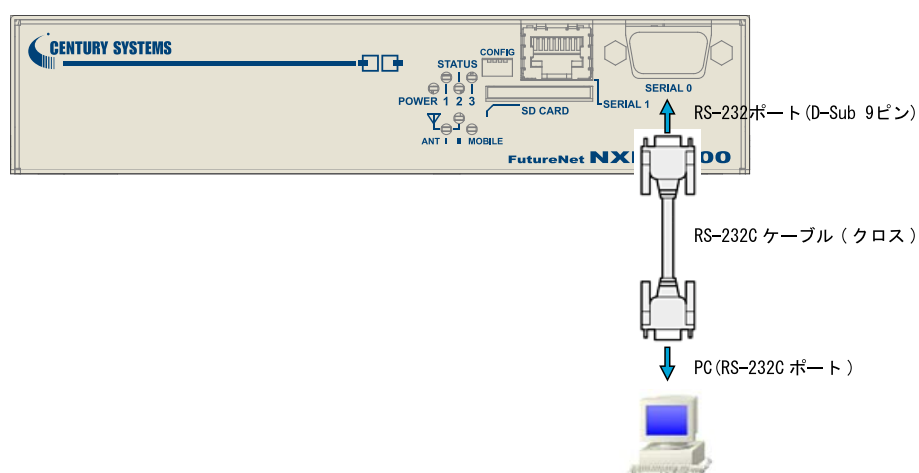 CENTURY SYSTEMS
CONFIG
STATUS
POWER 1 2 3
SERIAL 0
SD CARD
SERIAL 1
ANT
MOBILE
FutureNet
RS-232ポート(D-Sub 9ピン)
RS-232C ケーブル ( クロス )
PC(RS-232C ポート )